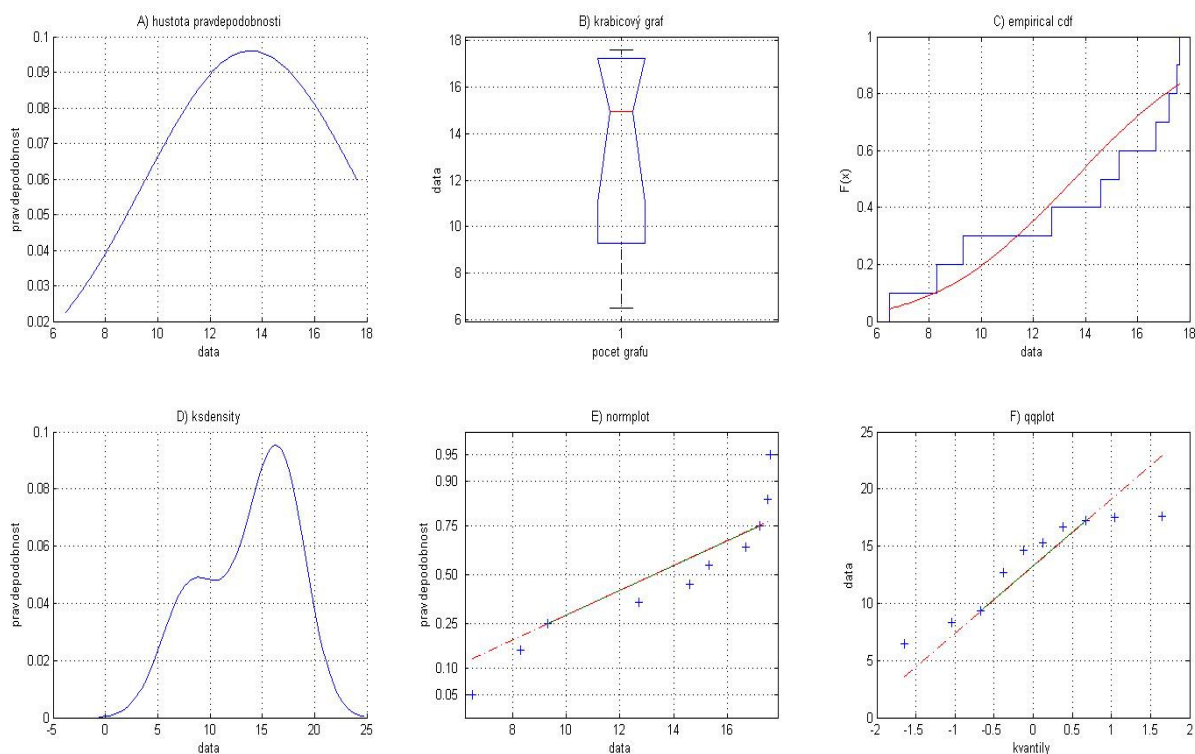 A) hustota pravdepodobnosti
0.1
0.09
0.08
0.07
0.06
0.05
0.04
0.03
0.02
6 8 10 12 14 16 18
pravdepodobnost
data
B) krabicový graf
18
16
14
12
10
8
6
1
data
pocet grafu
C) empirical cdf
1
0.8
0.6
0.4
0.2
0
6 8 10 12 14 16 18
F(x)
data
D) ksdensity
0.1
0.08
0.06
0.04
0.02
0
-5 0 5 10 15 20 25
data
E) normplot
0.95
0.90
0.75
0.50
0.25
0.10
0.05
8 10 12 14 16
pravdepodobnost
data
F) qqplot
25
20
15
10
5
0
-2 -1.5 -1 -0.5 0 0.5 1 1.5 2
data
kvantily